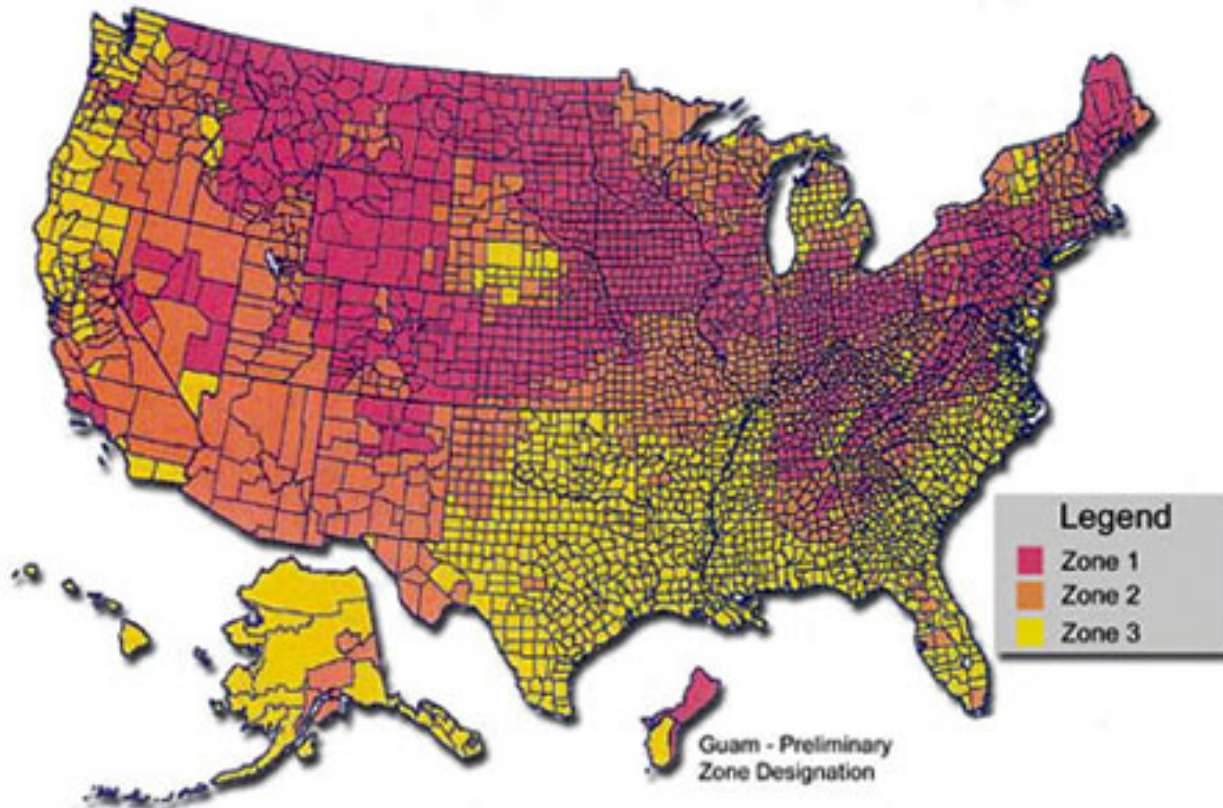 Legend
Zone 1
Zone 2
Zone 3
Guam - Preliminary
Zone Designation